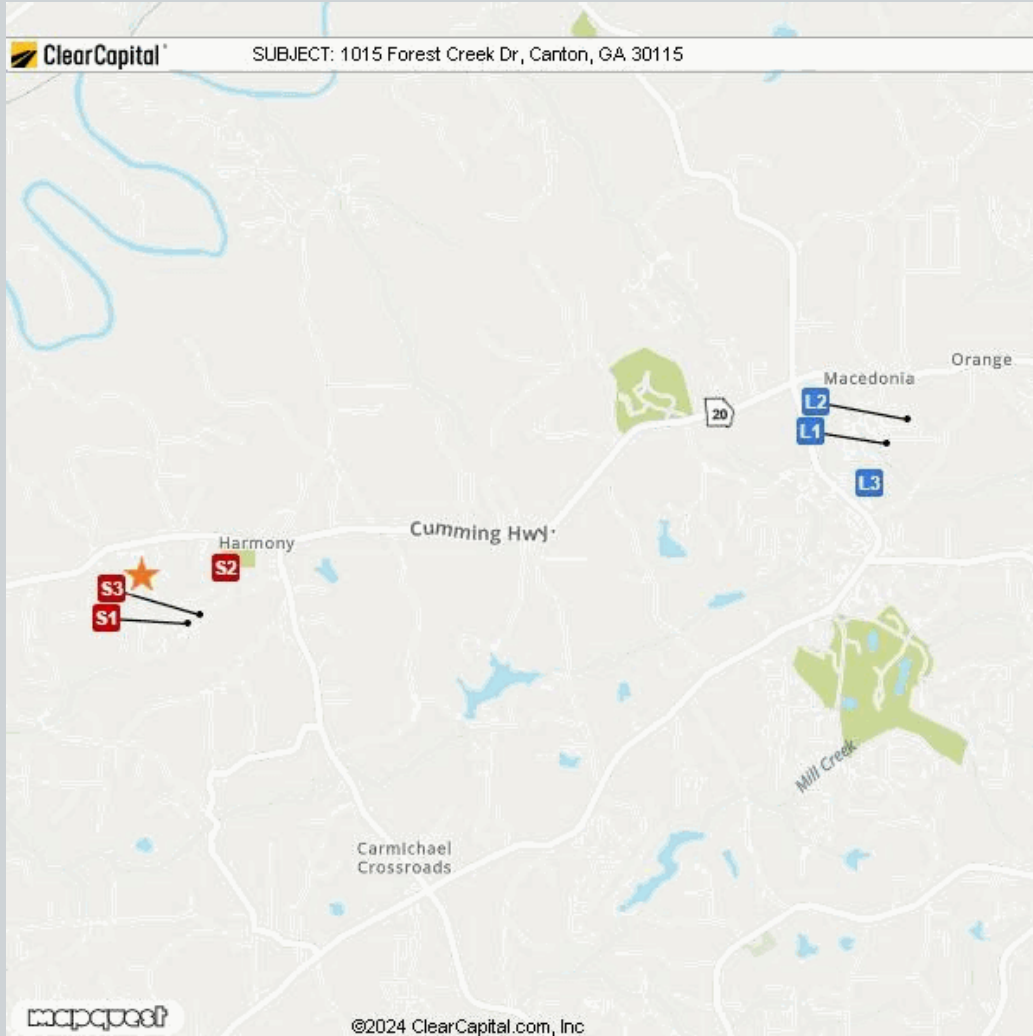 ClearCapital
SUBJECT: 1015 Forest Creek Dr, Canton, GA 30115
Orange
Macedonia
L2
20
L1
L3
Cumming Hwy
Harmony
S2
S3
S1
Mill Creek
Carmichael
Crossroads
mapquest
©2024 ClearCapital.com, Inc